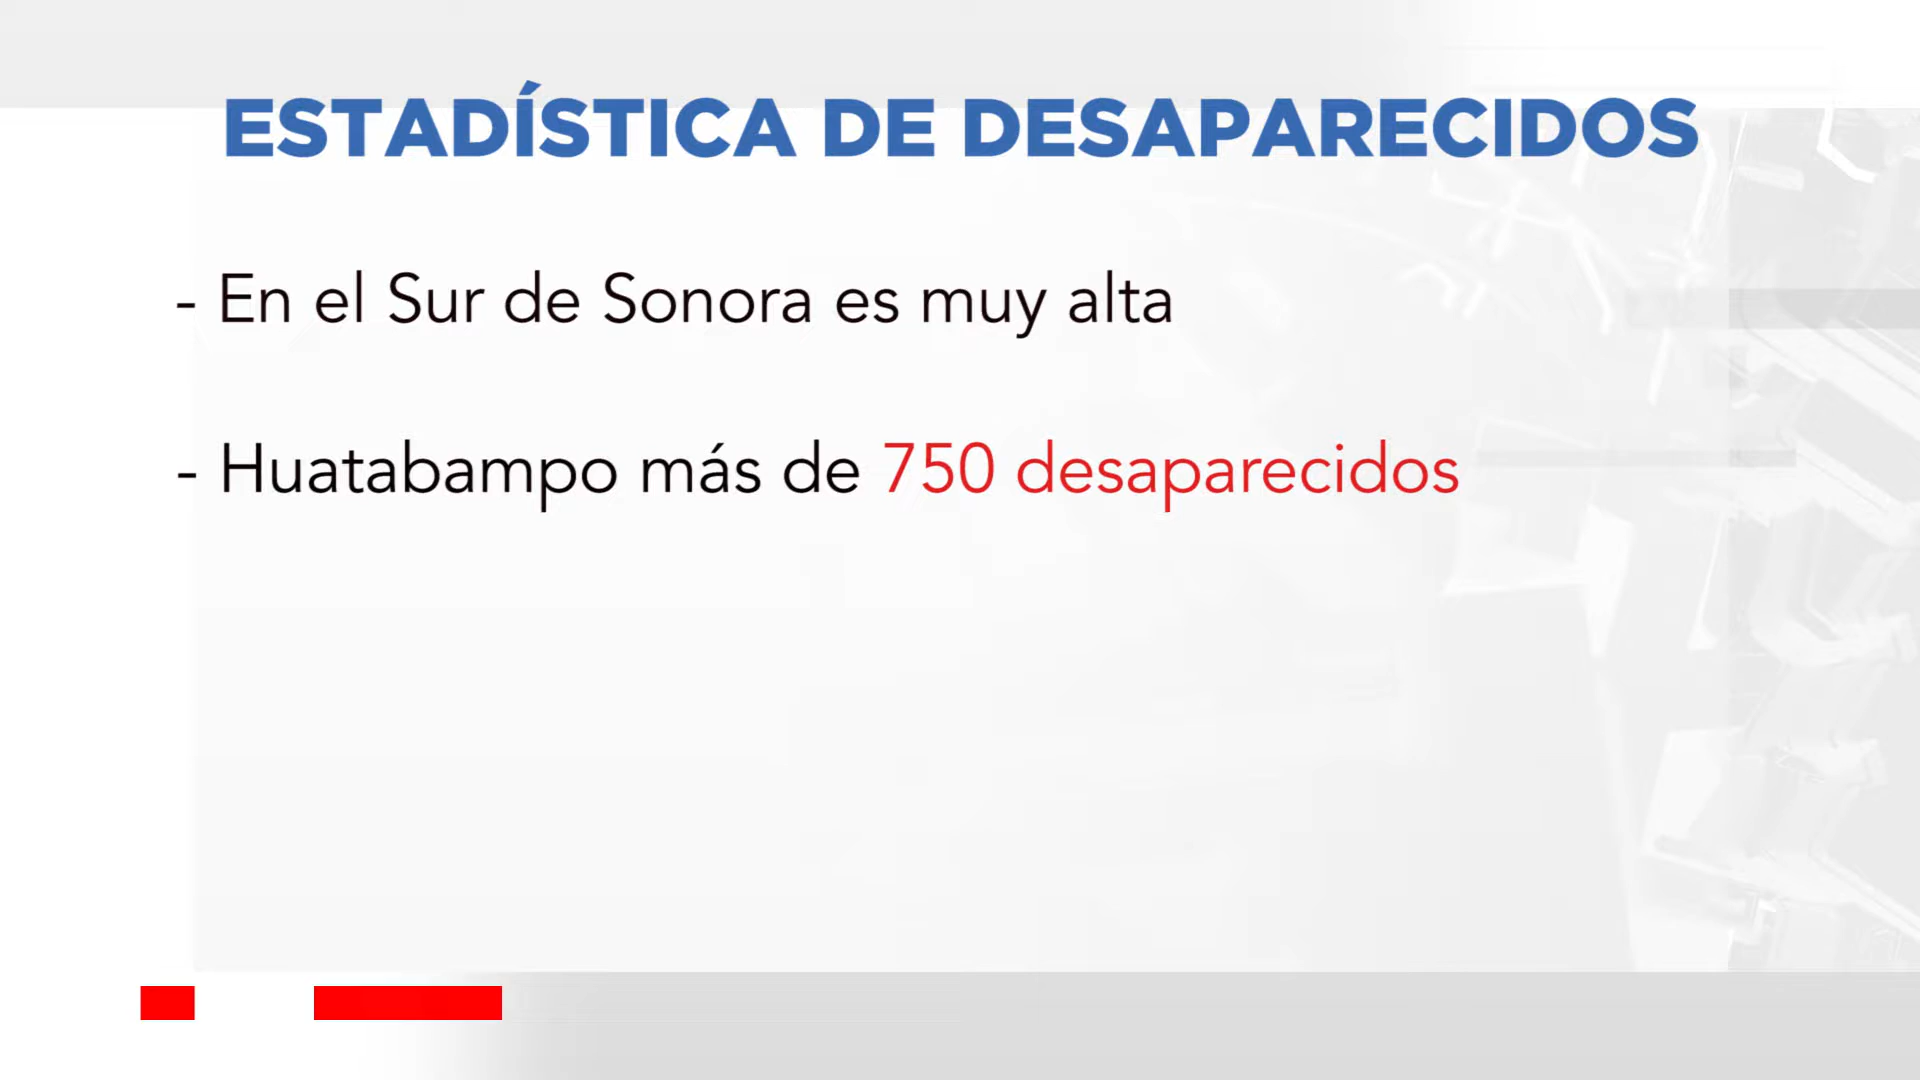 ESTADÍSTICA DE DESAPARECIDOS
- En el Sur de Sonora es muy alta
- Huatabampo más de 750 desaparecidos